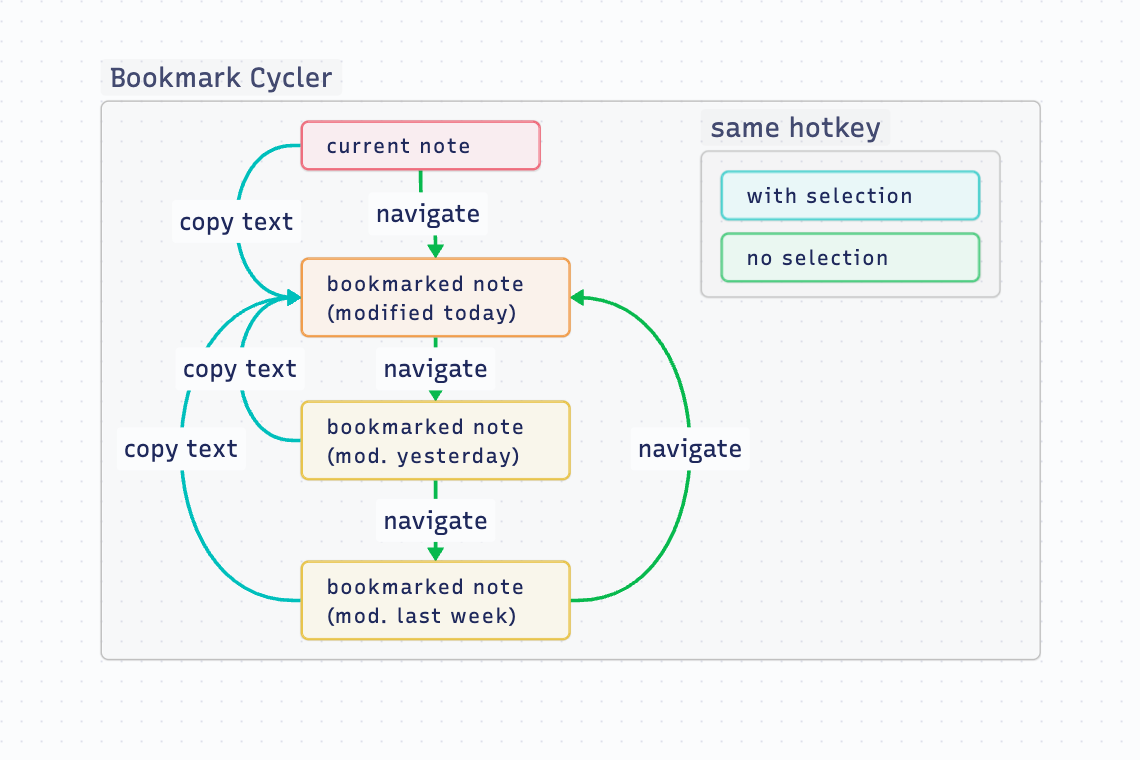 Bookmark Cycler
same hotkey
current note
with selection
copy text
navigate
no selection
bookmarked note
(modified today)
copy text
navigate
bookmarked note
(mod. yesterday)
copy text
navigate
navigate
bookmarked note
(mod. last week)